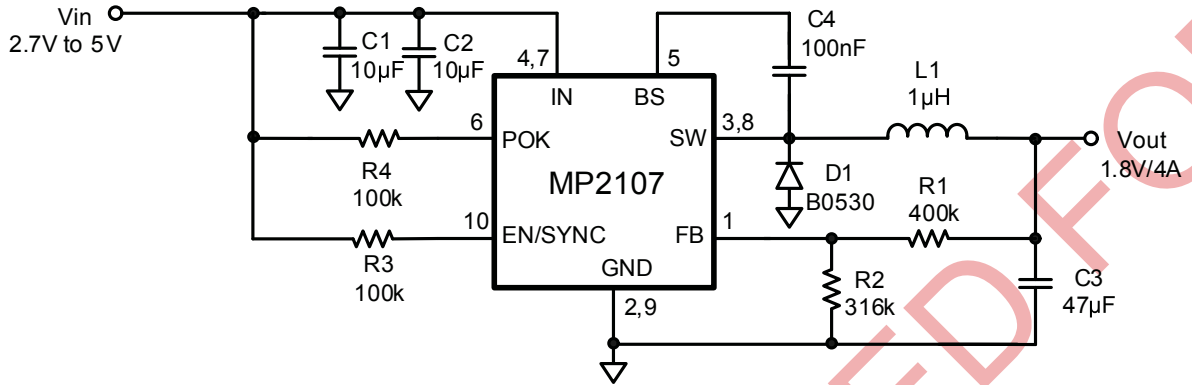 Vin
2.7V to 5V
C1
10µF
C2
10µF
4,7
5
C4
100nF
IN
BS
L1
1µH
6
POK
SW
3,8
Vout
1.8V/4A
R4
100k
MP2107
D1
B0530
R1
400k
10
EN/SYNC
FB
1
R3
100k
GND
2,9
R2
316k
C3
47µF
ED FO